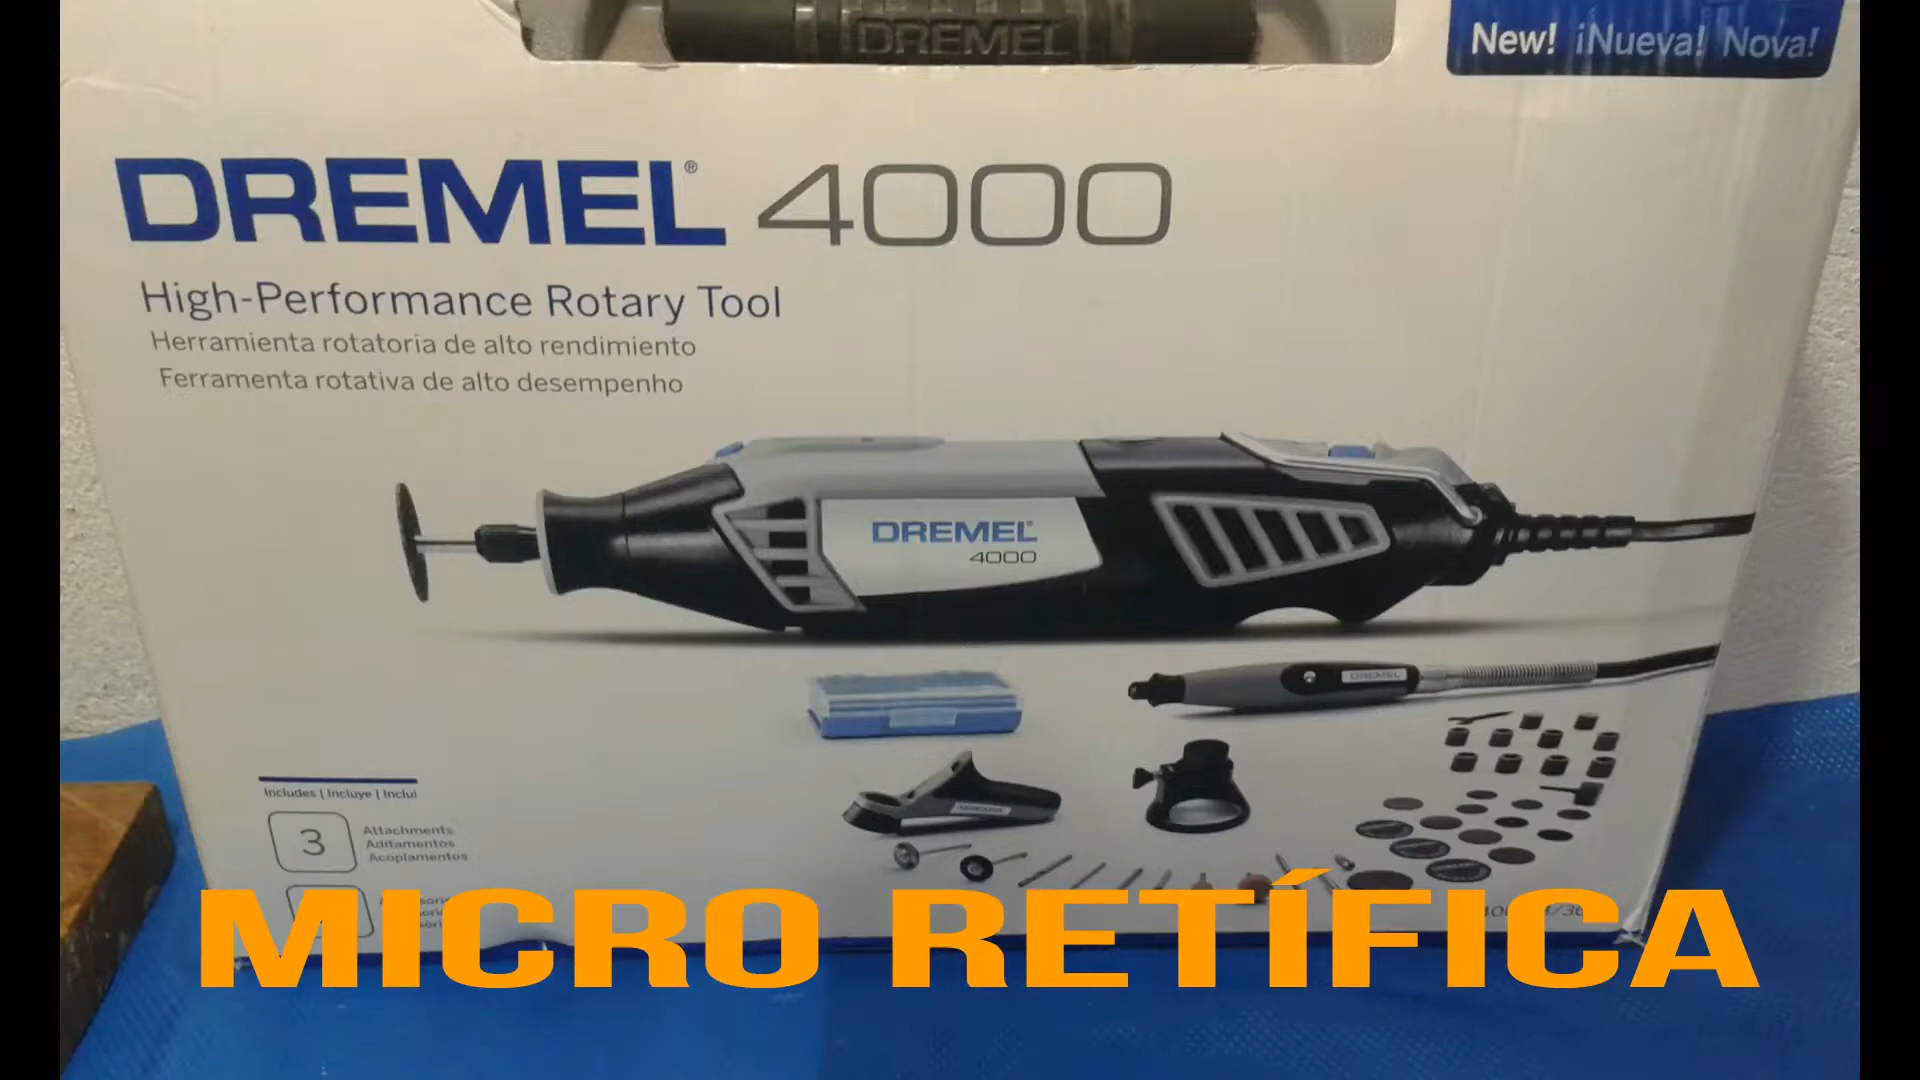 DREMEL
New! ¡Nueva! Nova!
DREMEL® 4000
High-Performance Rotary Tool
Herramienta rotatoria de alto rendimiento
Ferramenta rotativa de alto desempenho
DREMEL®
4000
DREMEL
Includes | Incluye | Inclui
3
Attachments
Aditamentos
Acoplamentos
MICRO RETÍFICA